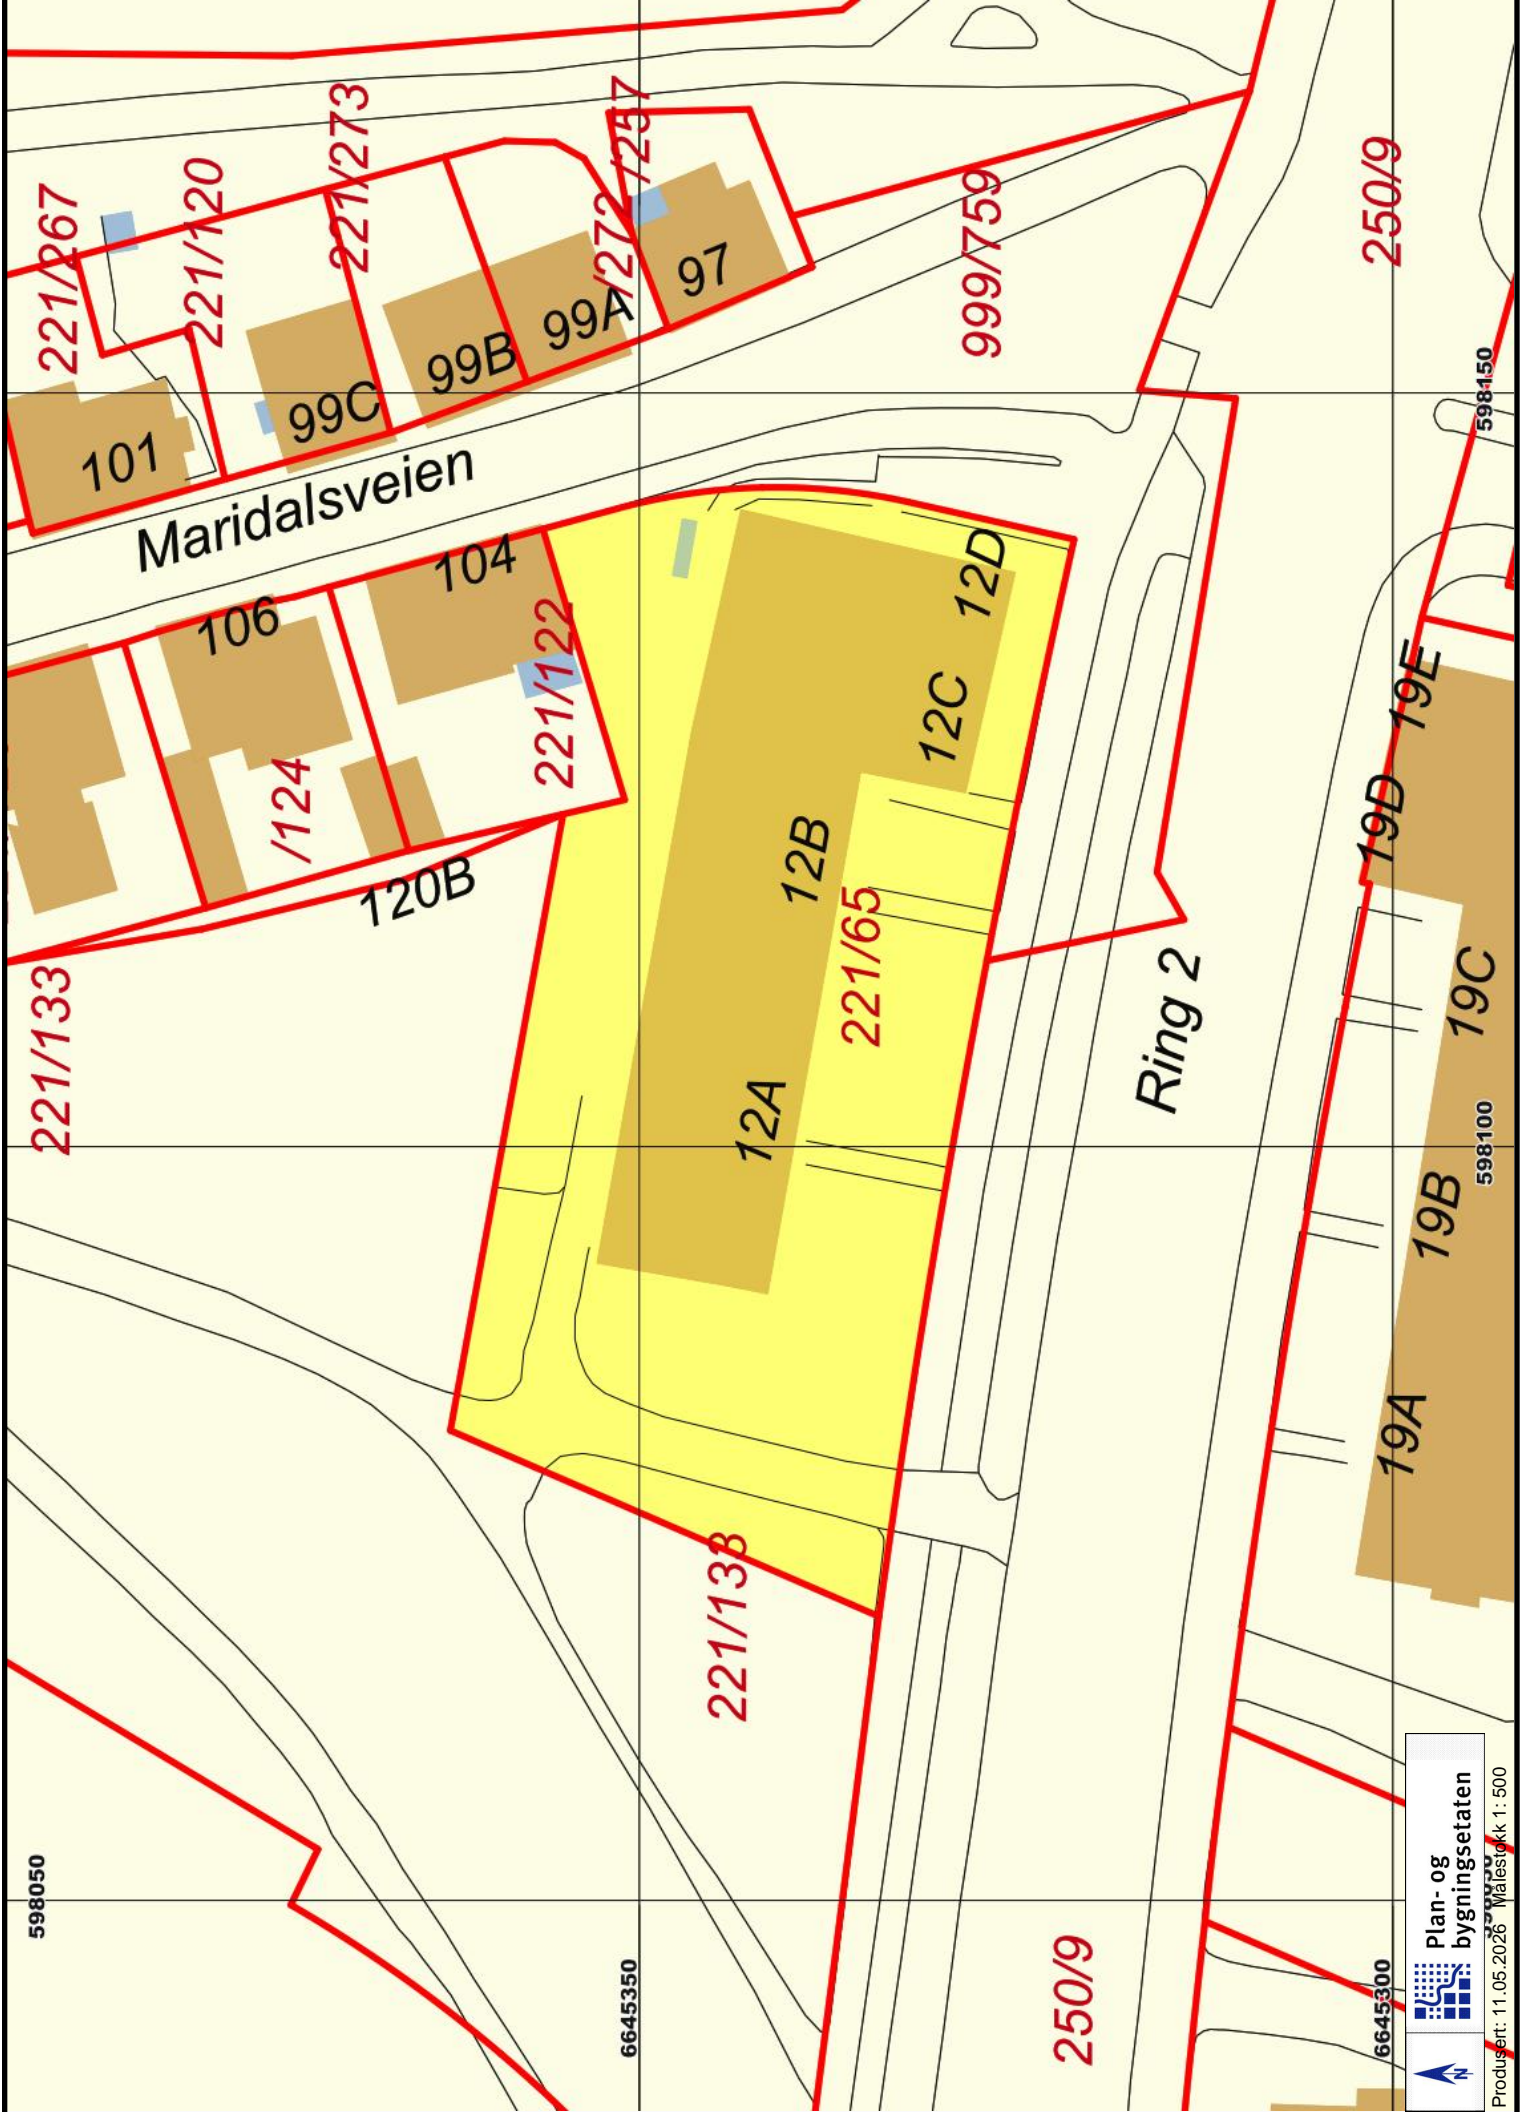 221/267
221/120
221/273
/272
/257
999/759
250/9
101
99C
99B
99A
97
598150
Maridalsveien
106
104
221/122
/124
120B
12D
12C
12B
12A
221/65
19E
19D
19C
19B
19A
221/133
Ring 2
598100
221/133
598050
6645350
250/9
6645300
Plan- og
bygningsetaten
N
Produsert: 11.05.2026 Målestokk 1: 500